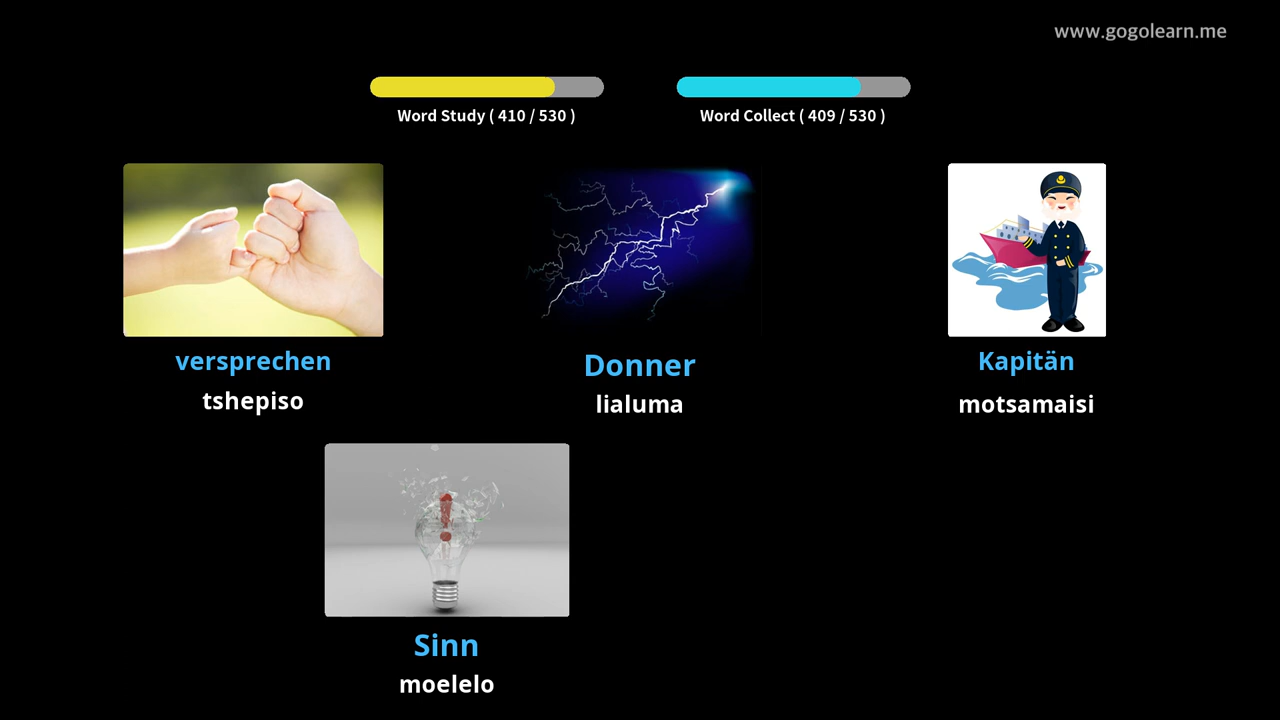 www.gogolearn.me
Word Study ( 410 / 530 )
Word Collect ( 409 / 530 )
versprechen
tshepiso
Donner
lialuma
Kapitän
motsamaisi
Sinn
moelelo